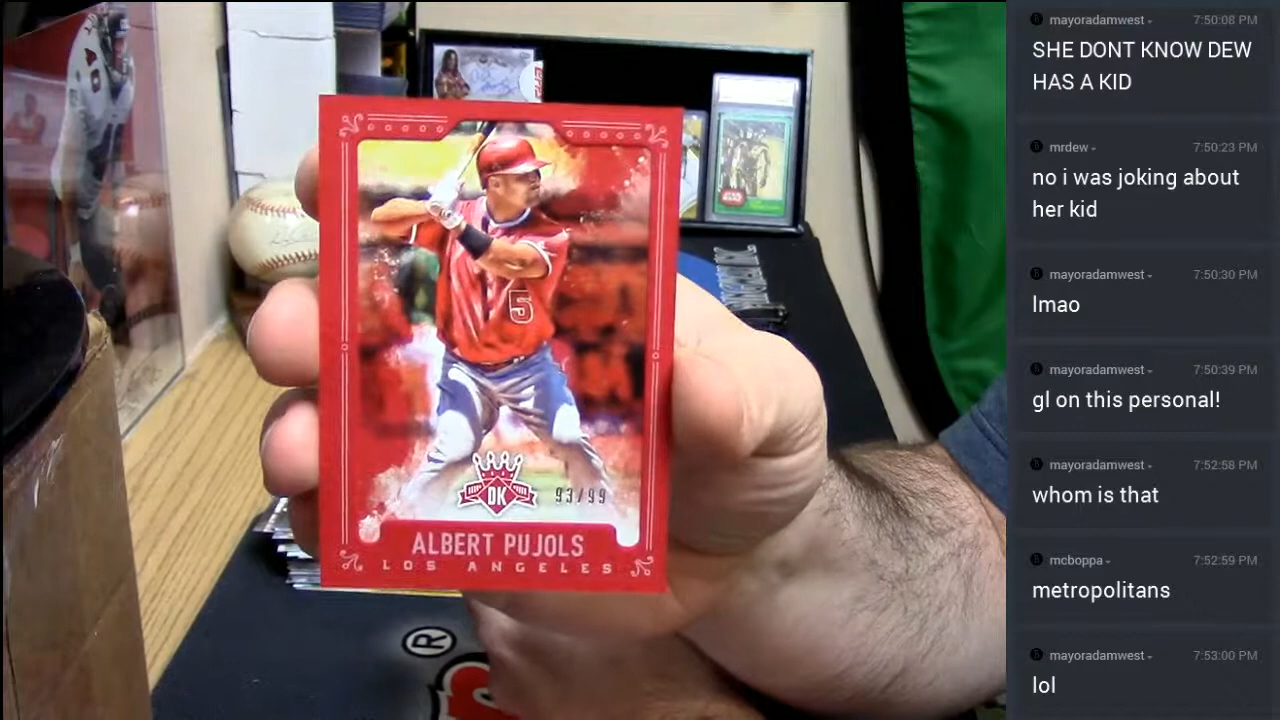 5
DK
93/99
ALBERT PUJOLS
LOS ANGELES
STAR WARS
®
mayoradamwest 7:50:08 PM
SHE DONT KNOW DEW
HAS A KID
mrdew 7:50:23 PM
no i was joking about
her kid
mayoradamwest 7:50:30 PM
lmao
mayoradamwest 7:50:39 PM
gl on this personal!
mayoradamwest 7:52:58 PM
whom is that
mcboppa 7:52:59 PM
metropolitans
mayoradamwest 7:53:00 PM
lol